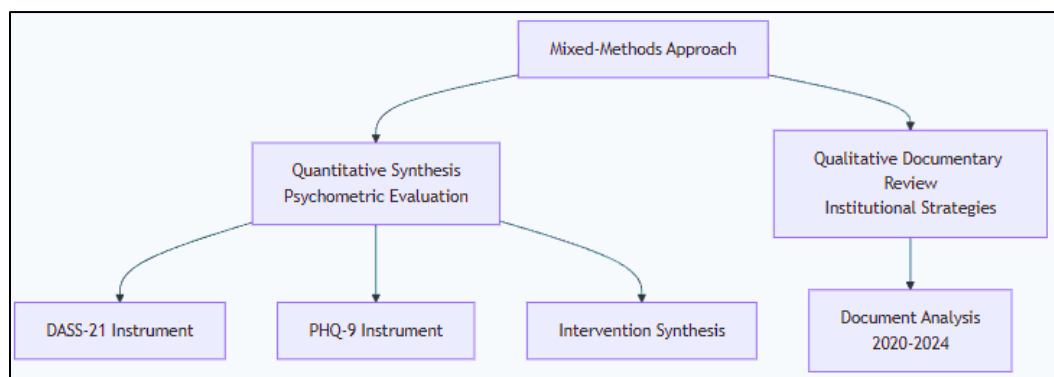 Mixed-Methods Approach
Quantitative Synthesis
Psychometric Evaluation
Qualitative Documentary
Review
Institutional Strategies
DASS-21 Instrument
PHQ-9 Instrument
Intervention Synthesis
Document Analysis
2020-2024